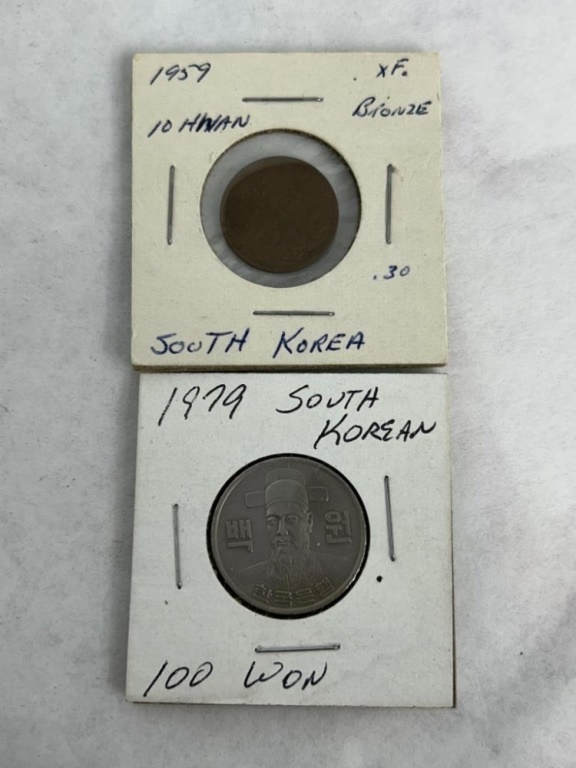 1959 XF.
10 HWAN BRONZE
.30
SOUTH KOREA
1979 SOUTH
KOREAN
백 원
한국은행
100 WON